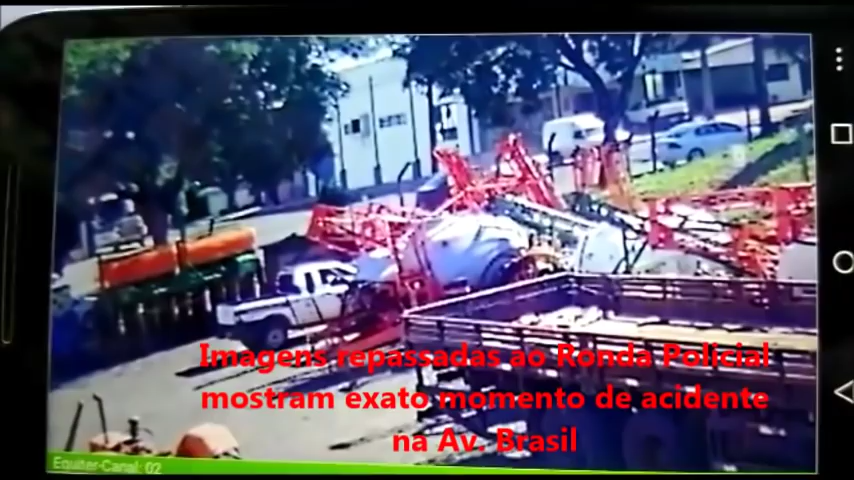 Imagens repassadas ao Ronda Policial
mostram exato momento de acidente
na Av. Brasil
Equiter-Canal: 02